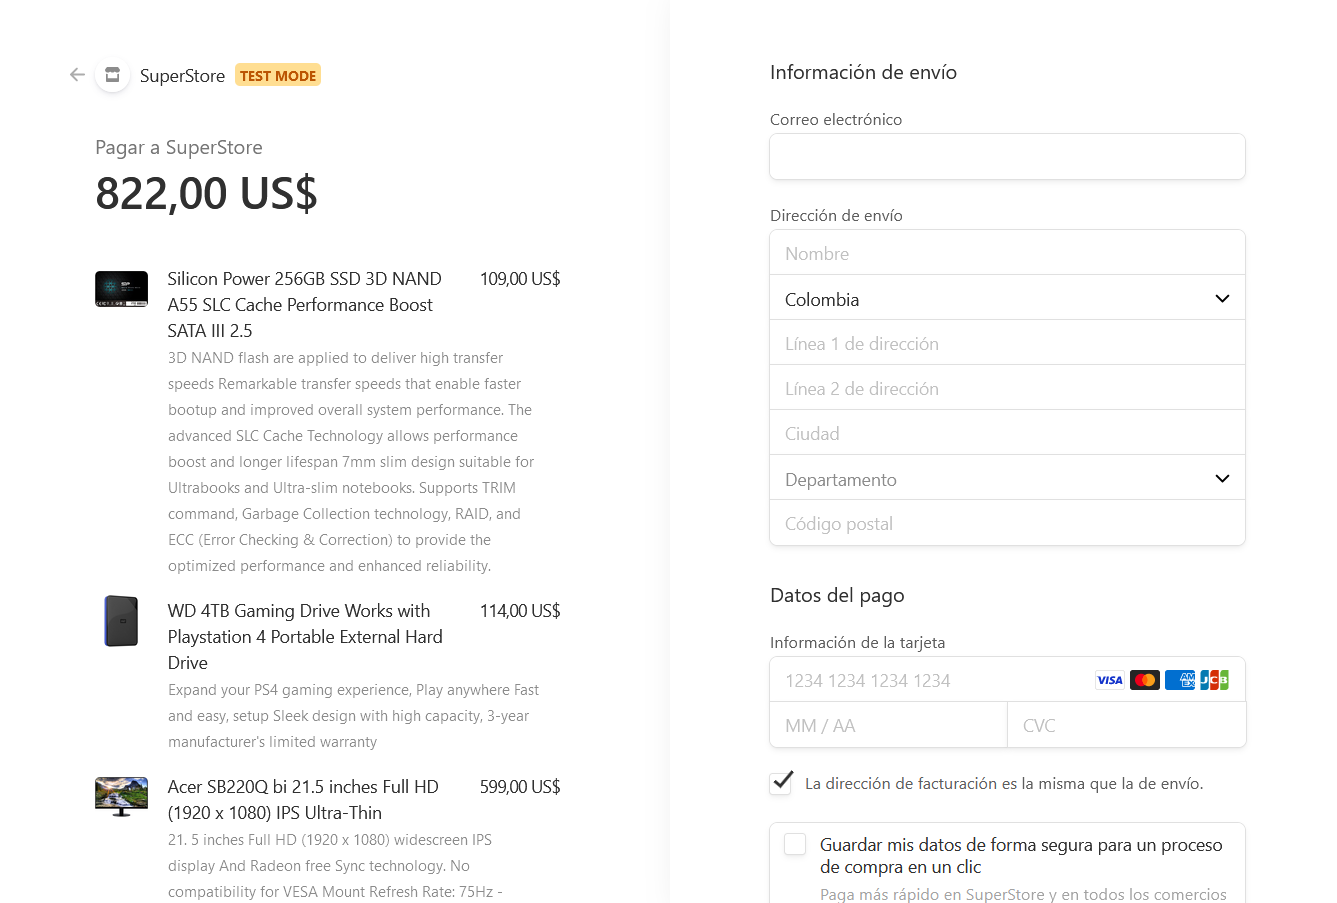 SuperStore TEST MODE
Pagar a SuperStore
822,00 US$
Silicon Power 256GB SSD 3D NAND 109,00 US$
A55 SLC Cache Performance Boost
SATA III 2.5
3D NAND flash are applied to deliver high transfer
speeds Remarkable transfer speeds that enable faster
bootup and improved overall system performance. The
advanced SLC Cache Technology allows performance
boost and longer lifespan 7mm slim design suitable for
Ultrabooks and Ultra-slim notebooks. Supports TRIM
command, Garbage Collection technology, RAID, and
ECC (Error Checking & Correction) to provide the
optimized performance and enhanced reliability.
WD 4TB Gaming Drive Works with 114,00 US$
Playstation 4 Portable External Hard
Drive
Expand your PS4 gaming experience, Play anywhere Fast
and easy, setup Sleek design with high capacity, 3-year
manufacturer's limited warranty
Acer SB220Q bi 21.5 inches Full HD 599,00 US$
(1920 x 1080) IPS Ultra-Thin
21. 5 inches Full HD (1920 x 1080) widescreen IPS
display And Radeon free Sync technology. No
compatibility for VESA Mount Refresh Rate: 75Hz -
Información de envío
Correo electrónico
Dirección de envío
Nombre
Colombia
Línea 1 de dirección
Línea 2 de dirección
Ciudad
Departamento
Código postal
Datos del pago
Información de la tarjeta
1234 1234 1234 1234 VISA AMEX JCB
MM / AA CVC
La dirección de facturación es la misma que la de envío.
Guardar mis datos de forma segura para un proceso
de compra en un clic
Paga más rápido en SuperStore y en todos los comercios